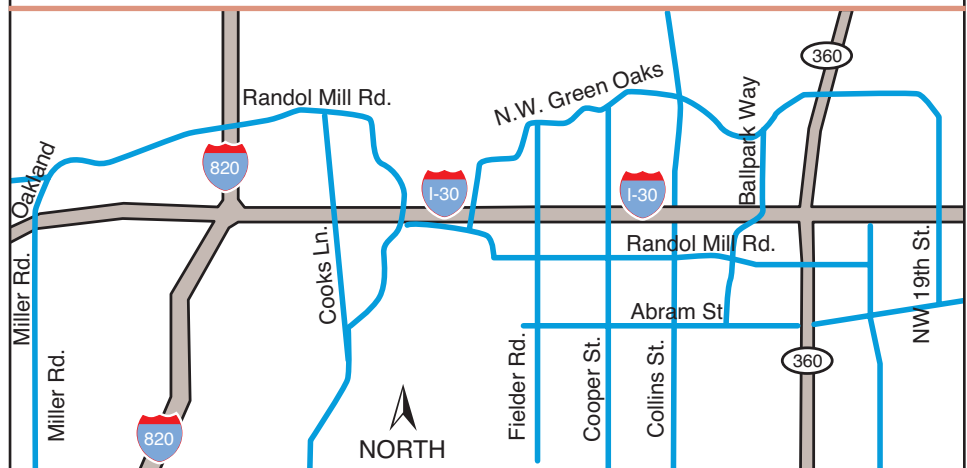 360
Randol Mill Rd.
N.W. Green Oaks
Ballpark Way
Oakland
820
I-30
I-30
Randol Mill Rd.
Cooks Ln.
Miller Rd.
NW 19th St.
Abram St
Miller Rd.
Fielder Rd.
Cooper St.
Collins St.
360
820
NORTH